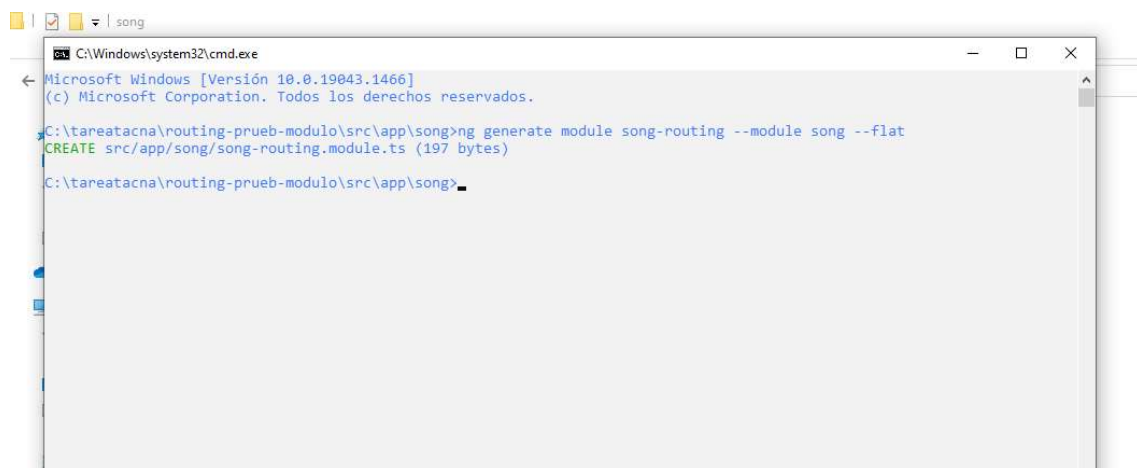 song
C:\Windows\system32\cmd.exe
Microsoft Windows [Versión 10.0.19043.1466]
(c) Microsoft Corporation. Todos los derechos reservados.
C:\tareatacna\routing-prueb-modulo\src\app\song>ng generate module song-routing --module song --flat
CREATE src/app/song/song-routing.module.ts (197 bytes)
C:\tareatacna\routing-prueb-modulo\src\app\song>